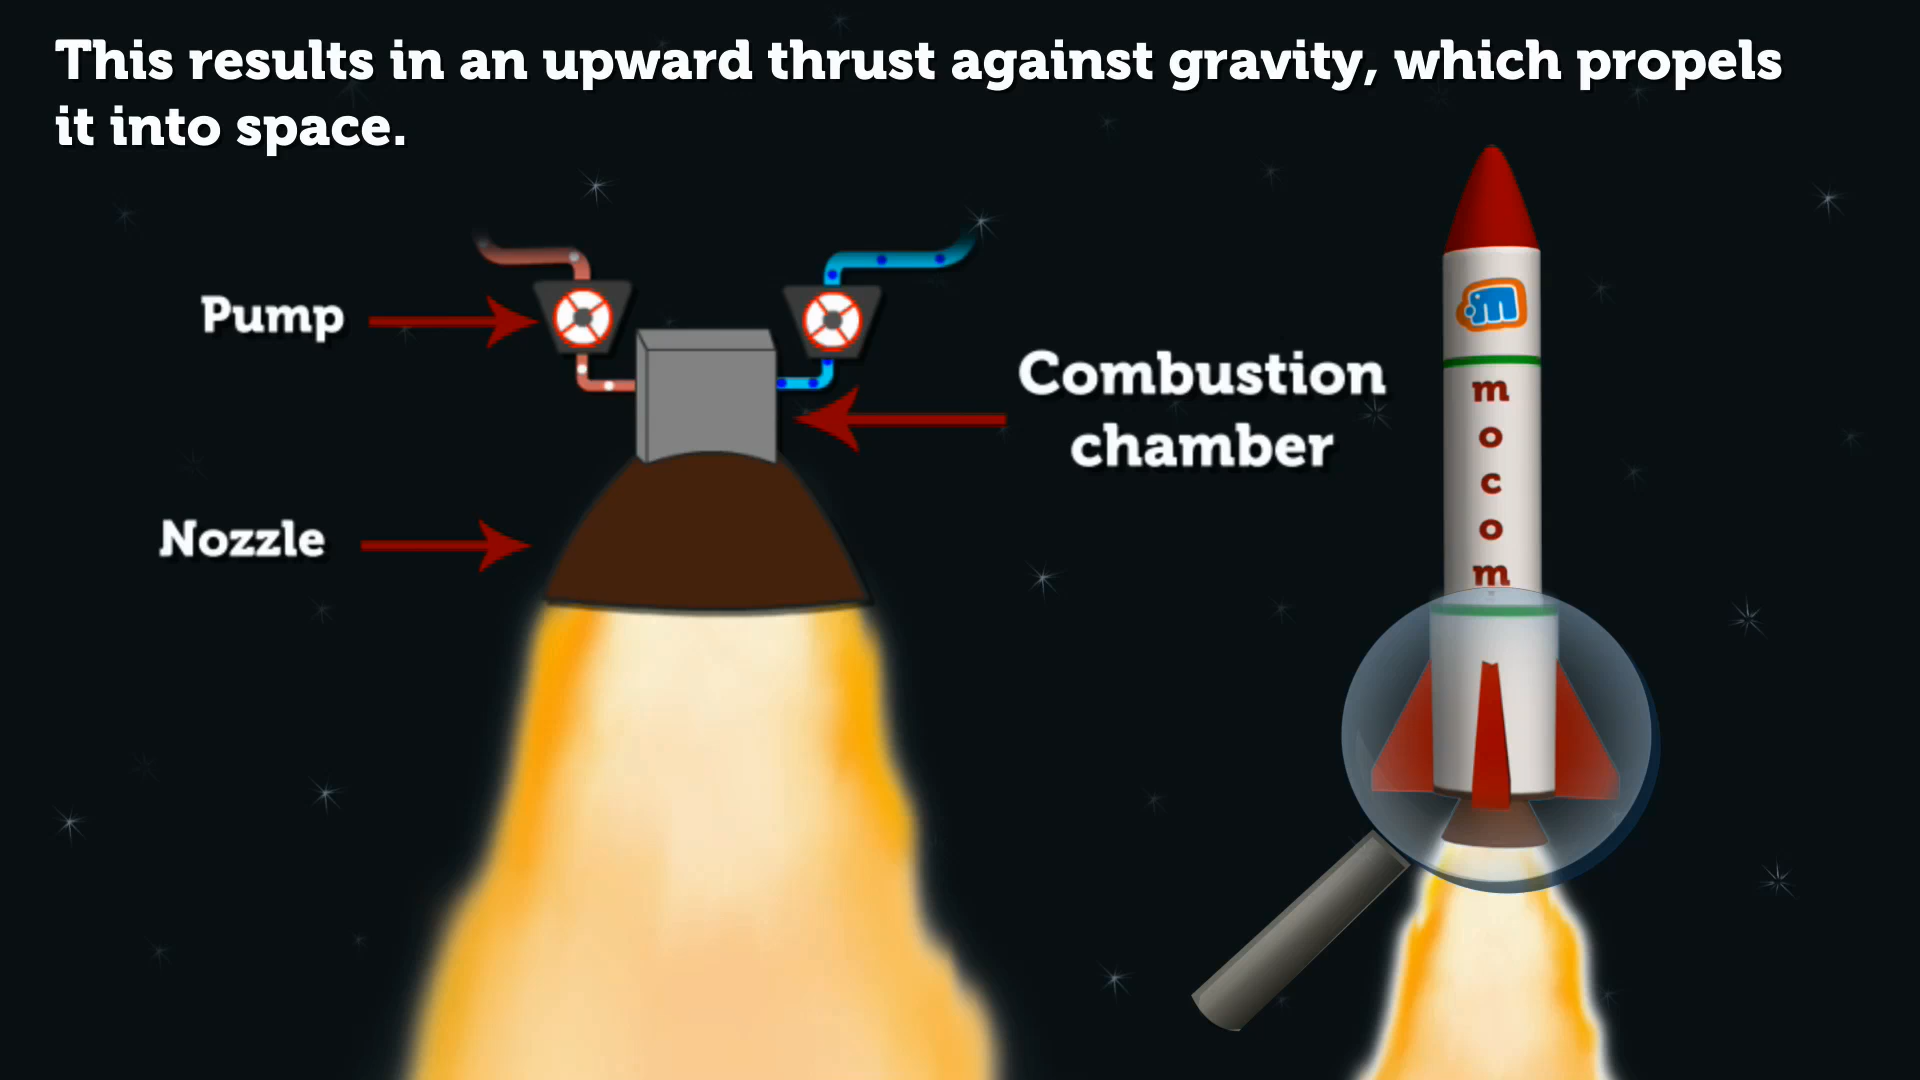 This results in an upward thrust against gravity, which propels
it into space.
Pump
Combustion
chamber
Nozzle
m
m
o
c
o
m